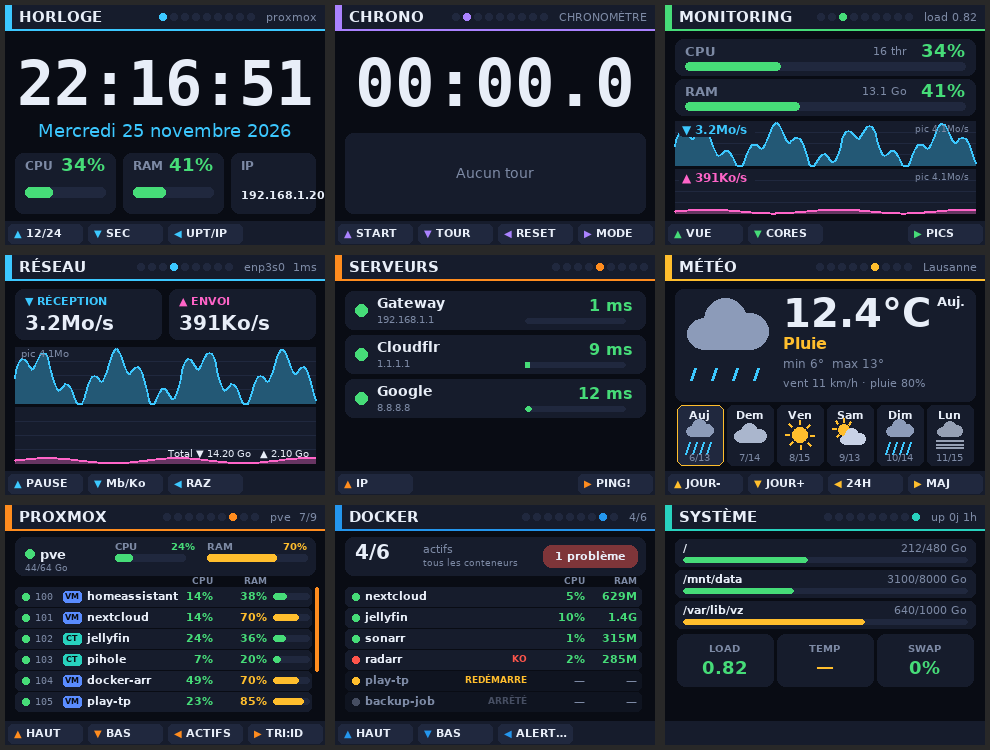 HORLOGE proxmox
22:16:51
Mercredi 25 novembre 2026
CPU 34% RAM 41% IP
192.168.1.20
▲ 12/24 ▼ SEC ◀ UPT/IP
CHRONO CHRONOMÈTRE
00:00.0
Aucun tour
▲ START ▼ TOUR ◀ RESET ▶ MODE
MONITORING load 0.82
CPU 16 thr 34%
RAM 13.1 Go 41%
▼ 3.2Mo/s pic 4.1Mo/s
▲ 391Ko/s pic 4.1Mo/s
▲ VUE ▼ CORES ▶ PICS
RÉSEAU enp3s0 1ms
▼ RÉCEPTION ▲ ENVOI
3.2Mo/s 391Ko/s
pic 4.1Mo
Total ▼ 14.20 Go ▲ 2.10 Go
▲ PAUSE ▼ Mb/Ko ◀ RAZ
SERVEURS
Gateway 1 ms
192.168.1.1
Cloudflr 9 ms
1.1.1.1
Google 12 ms
8.8.8.8
▲ IP ▶ PING!
MÉTÉO Lausanne
12.4°C Auj.
Pluie
min 6° max 13°
vent 11 km/h · pluie 80%
Auj Dem Ven Sam Dim Lun
6/13 7/14 8/15 9/13 10/14 11/15
▲ JOUR- ▼ JOUR+ ◀ 24H ▶ MAJ
PROXMOX pve 7/9
pve CPU 24% RAM 70%
44/64 Go
CPU RAM
100 VM homeassistant 14% 38%
101 VM nextcloud 14% 70%
102 CT jellyfin 24% 36%
103 CT pihole 7% 20%
104 VM docker-arr 49% 70%
105 VM play-tp 23% 85%
▲ HAUT ▼ BAS ◀ ACTIFS ▶ TRI:ID
DOCKER 4/6
4/6 actifs 1 problème
tous les conteneurs
CPU RAM
nextcloud 5% 629M
jellyfin 10% 1.4G
sonarr 1% 315M
radarr KO 2% 285M
play-tp REDÉMARRE — —
backup-job ARRÊTÉ — —
▲ HAUT ▼ BAS ◀ ALERT…
SYSTÈME up 0j 1h
/ 212/480 Go
/mnt/data 3100/8000 Go
/var/lib/vz 640/1000 Go
LOAD TEMP SWAP
0.82 — 0%